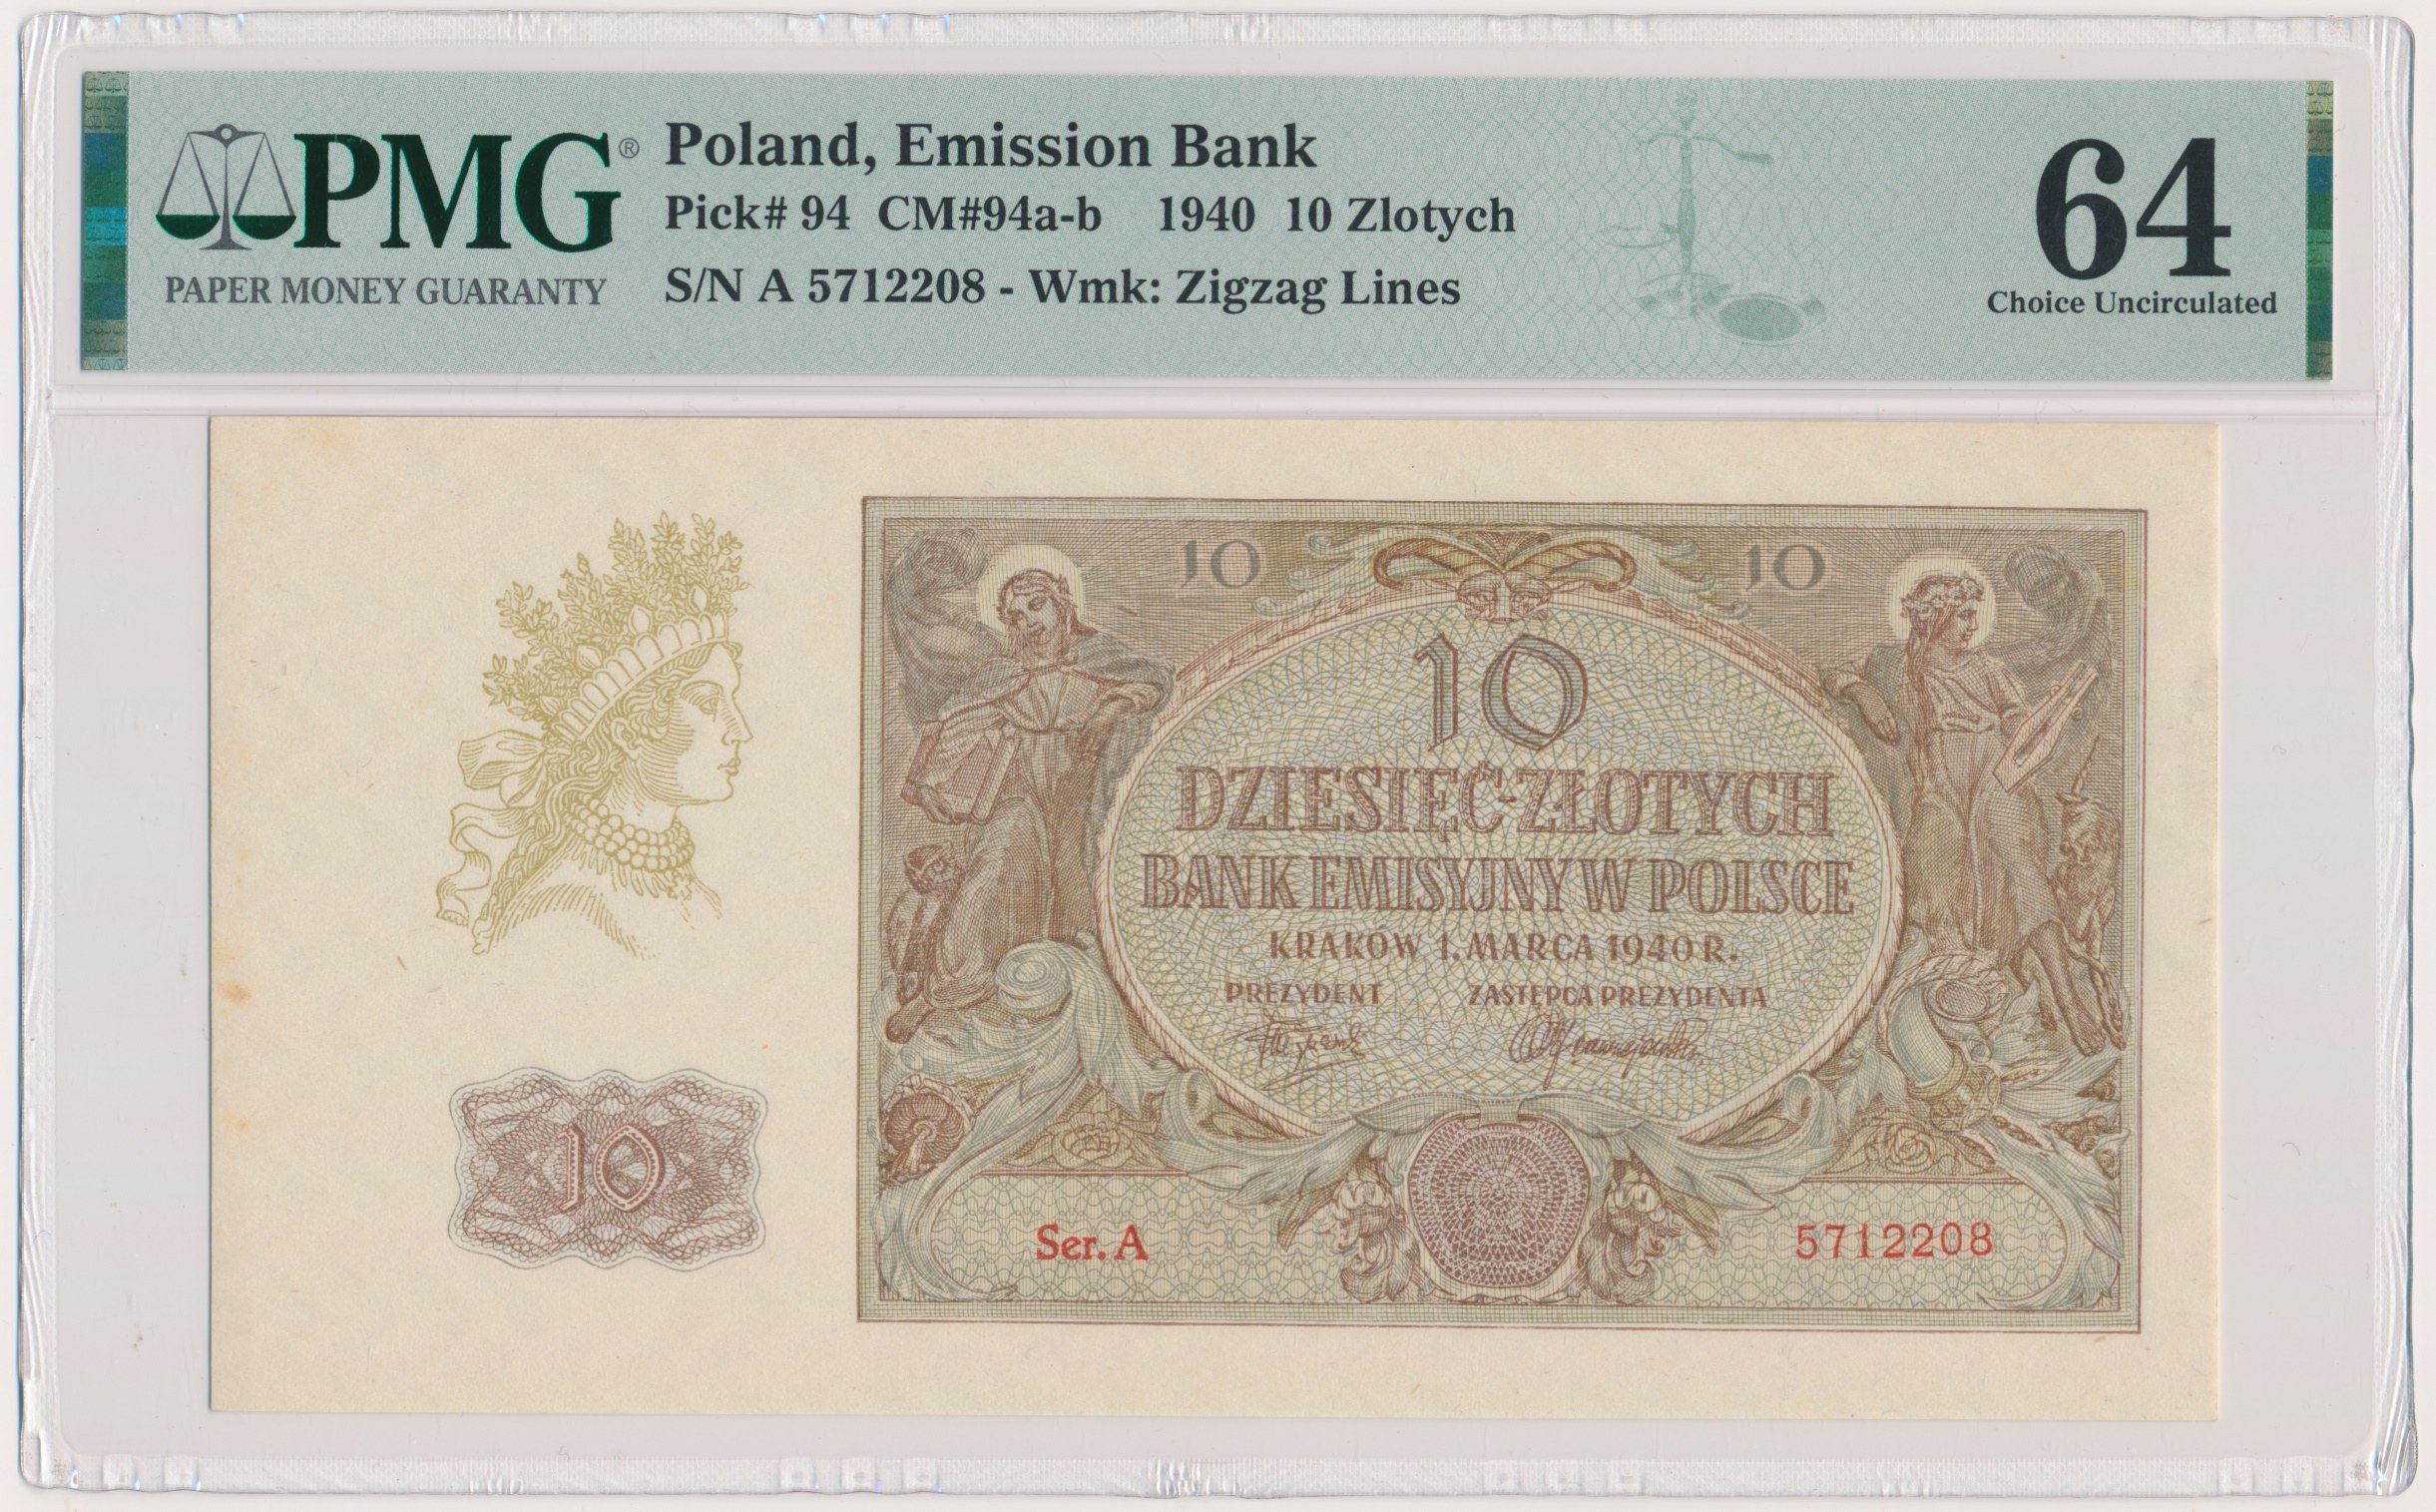 PMG®
PAPER MONEY GUARANTY
Poland, Emission Bank
Pick# 94 CM#94a-b 1940 10 Zlotych
S/N A 5712208 - Wmk: Zigzag Lines
64
Choice Uncirculated
10 10
10
DZIESIĘĆ-ZŁOTYCH
BANK EMISYJNY W POLSCE
KRAKÓW 1. MARCA 1940 R.
PREZYDENT ZASTĘPCA PREZYDENTA
10
Ser. A 5712208